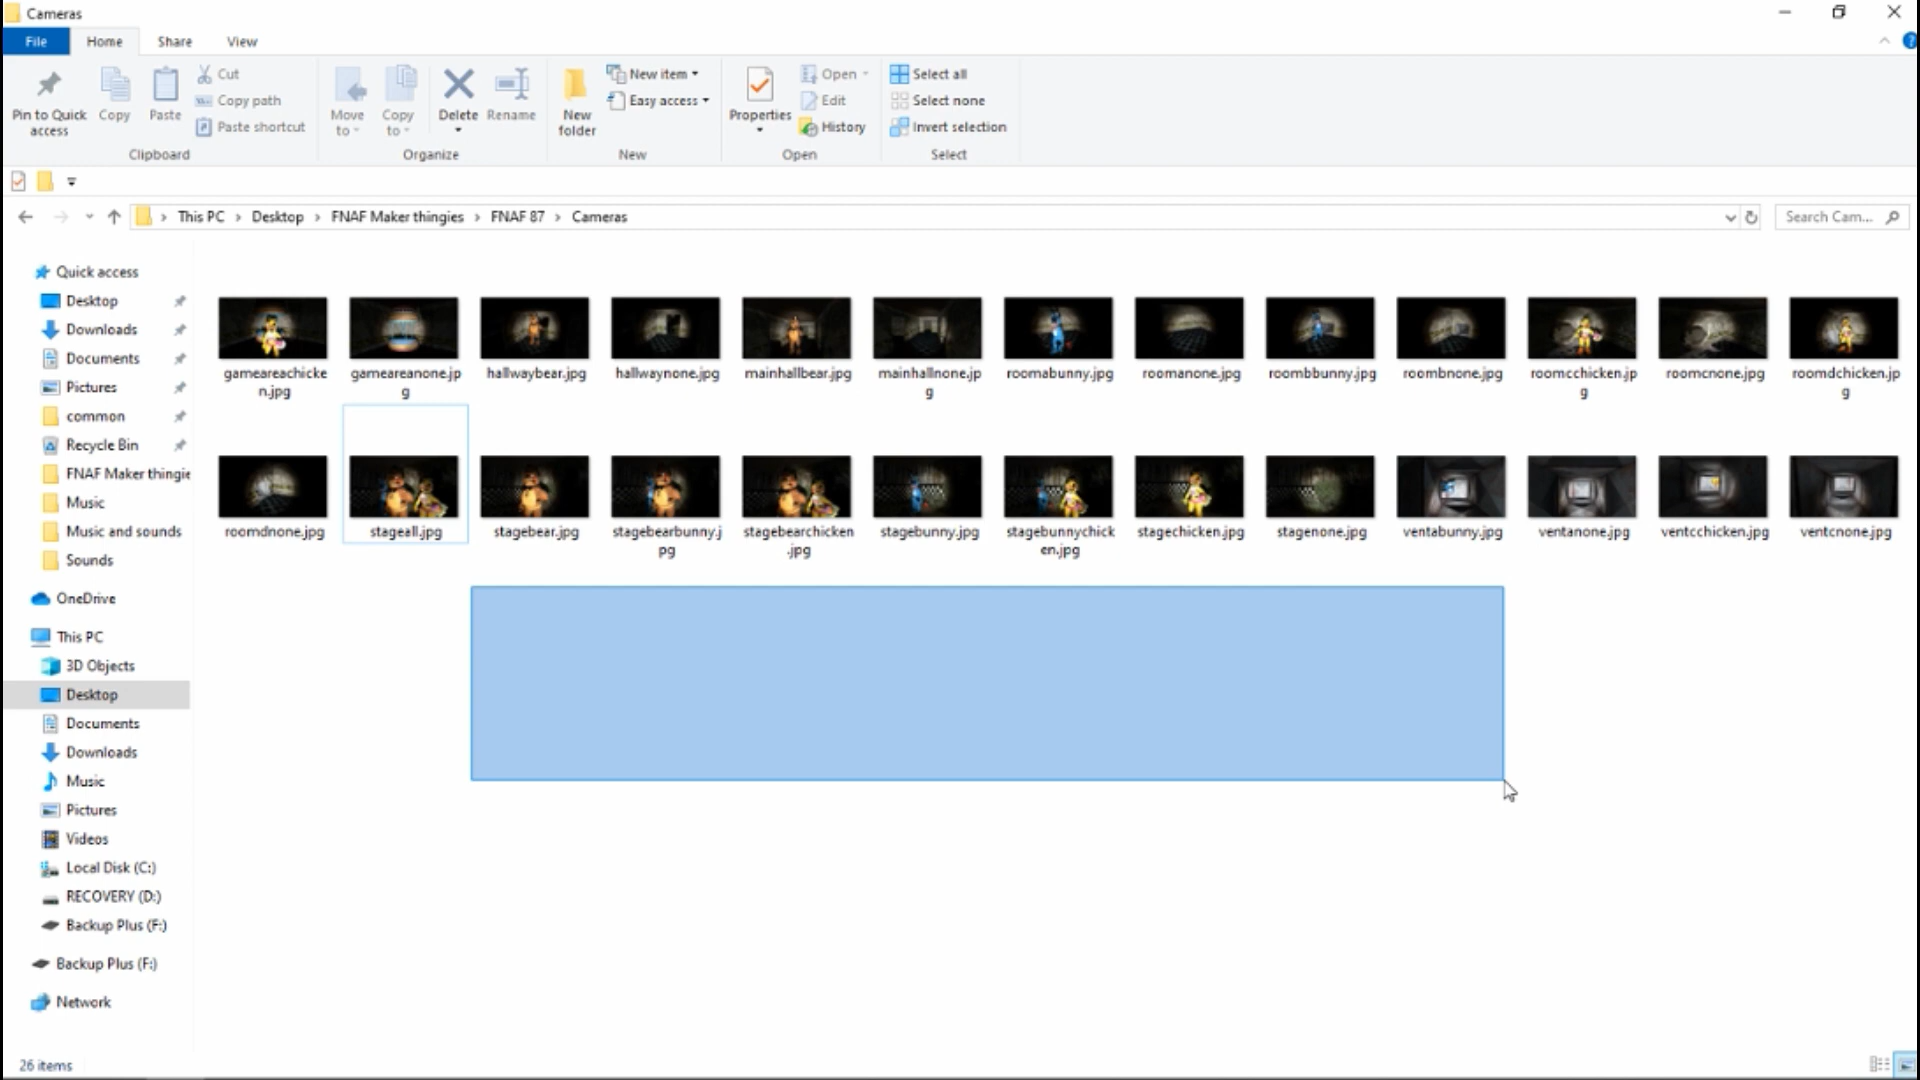 Cameras
File Home Share View
Pin to Quick access
Copy
Paste
Cut
Copy path
Paste shortcut
Clipboard
Move to
Copy to
Delete
Rename
Organize
New folder
New item
Easy access
New
Properties
Open
Edit
History
Open
Select all
Select none
Invert selection
Select
This PC > Desktop > FNAF Maker thingies > FNAF 87 > Cameras
Search Cam...
Quick access
Desktop
Downloads
Documents
Pictures
common
Recycle Bin
FNAF Maker thingie
Music
Music and sounds
Sounds
OneDrive
This PC
3D Objects
Desktop
Documents
Downloads
Music
Pictures
Videos
Local Disk (C:)
RECOVERY (D:)
Backup Plus (F:)
Backup Plus (F:)
Network
gameareachicke
n.jpg
gameareanone.jp
g
hallwaybear.jpg
hallwaynone.jpg
mainhallbear.jpg
mainhallnone.jp
g
roomabunny.jpg
roomanone.jpg
roombbunny.jpg
roombnone.jpg
roomcchicken.jp
g
roomcnone.jpg
roomdchicken.jp
g
roomdnone.jpg
stageall.jpg
stagebear.jpg
stagebearbunny.j
pg
stagebearchicken
.jpg
stagebunny.jpg
stagebunnychick
en.jpg
stagechicken.jpg
stagenone.jpg
ventabunny.jpg
ventanone.jpg
ventcchicken.jpg
ventcnone.jpg
26 items